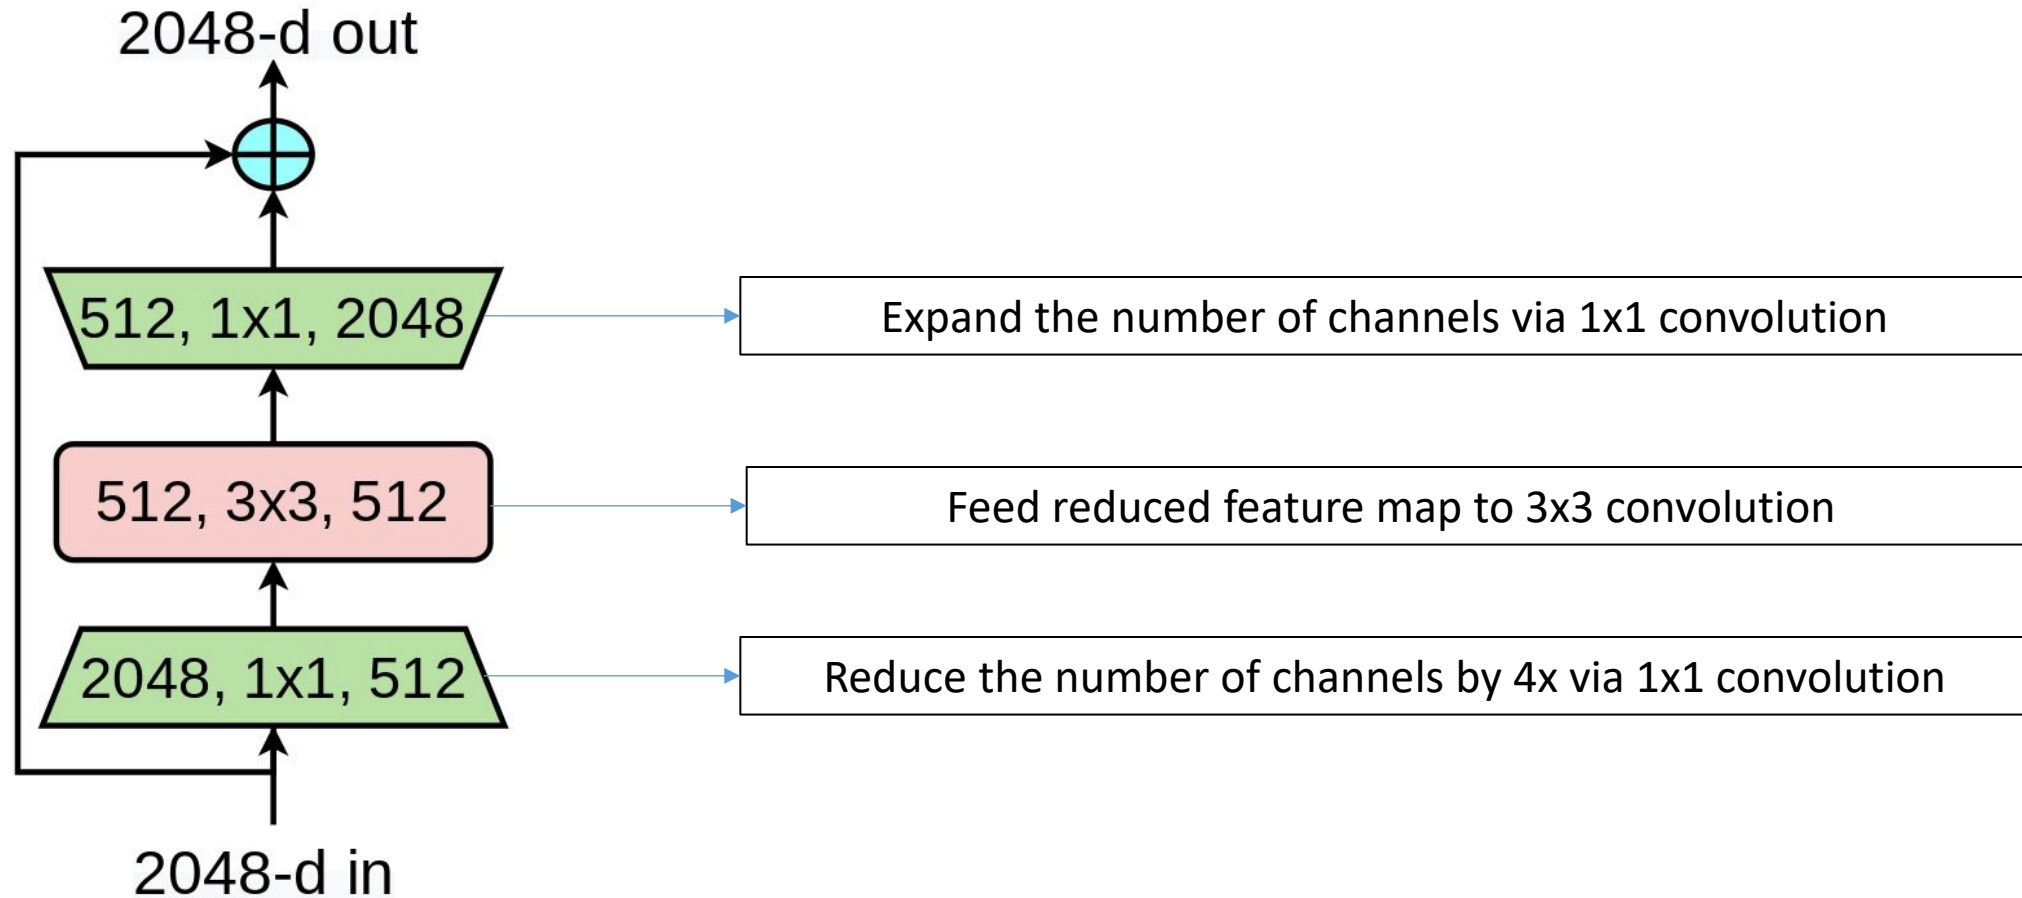 2048-d out
512, 1x1, 2048
Expand the number of channels via 1x1 convolution
512, 3x3, 512
Feed reduced feature map to 3x3 convolution
2048, 1x1, 512
Reduce the number of channels by 4x via 1x1 convolution
2048-d in